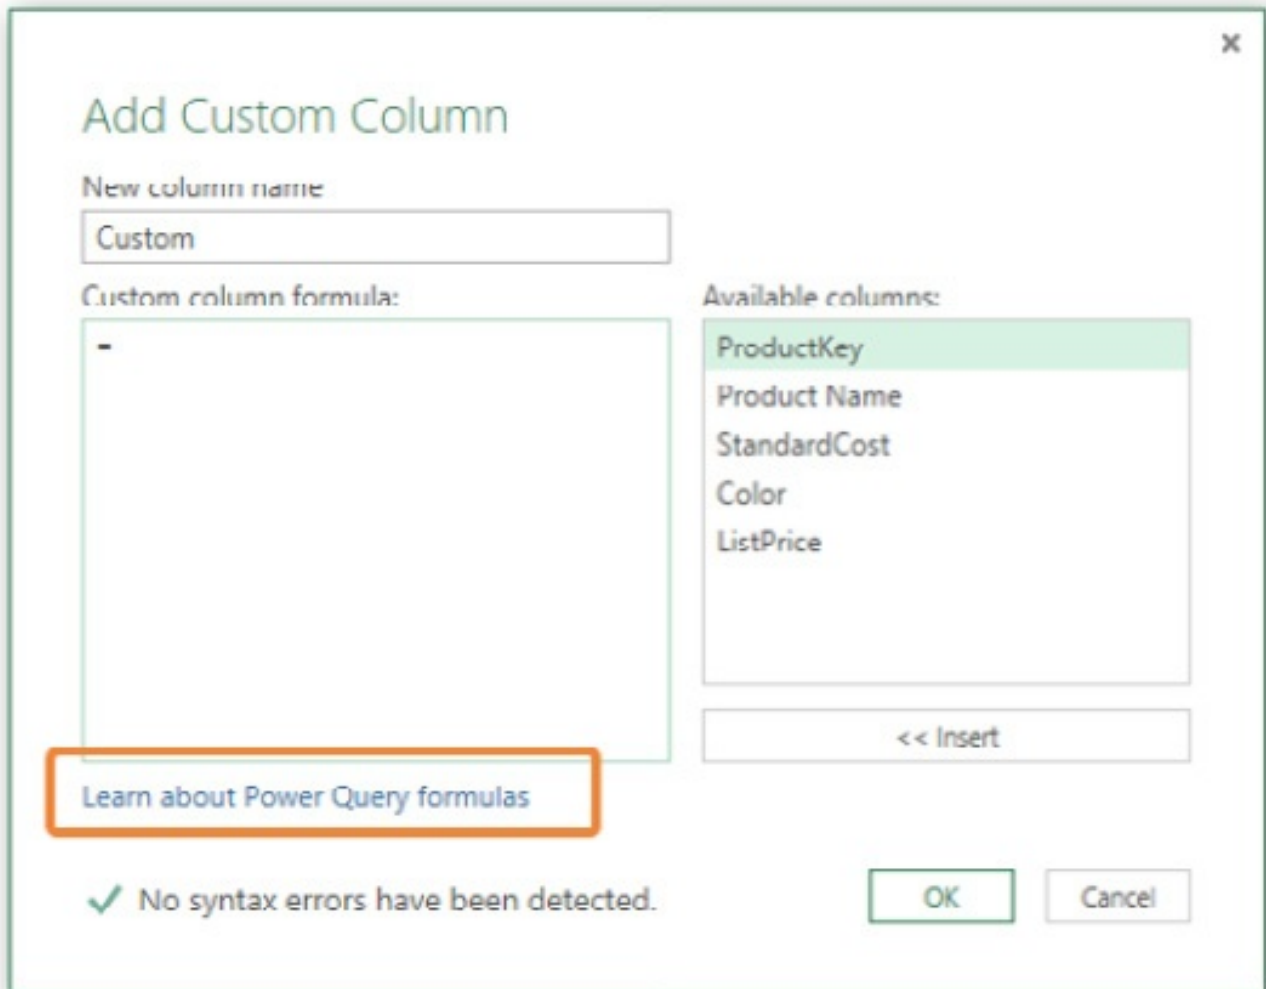 ×
Add Custom Column
New column name
Custom
Custom column formula:
=
Available columns:
ProductKey
Product Name
StandardCost
Color
ListPrice
<< Insert
Learn about Power Query formulas
No syntax errors have been detected.
OK
Cancel